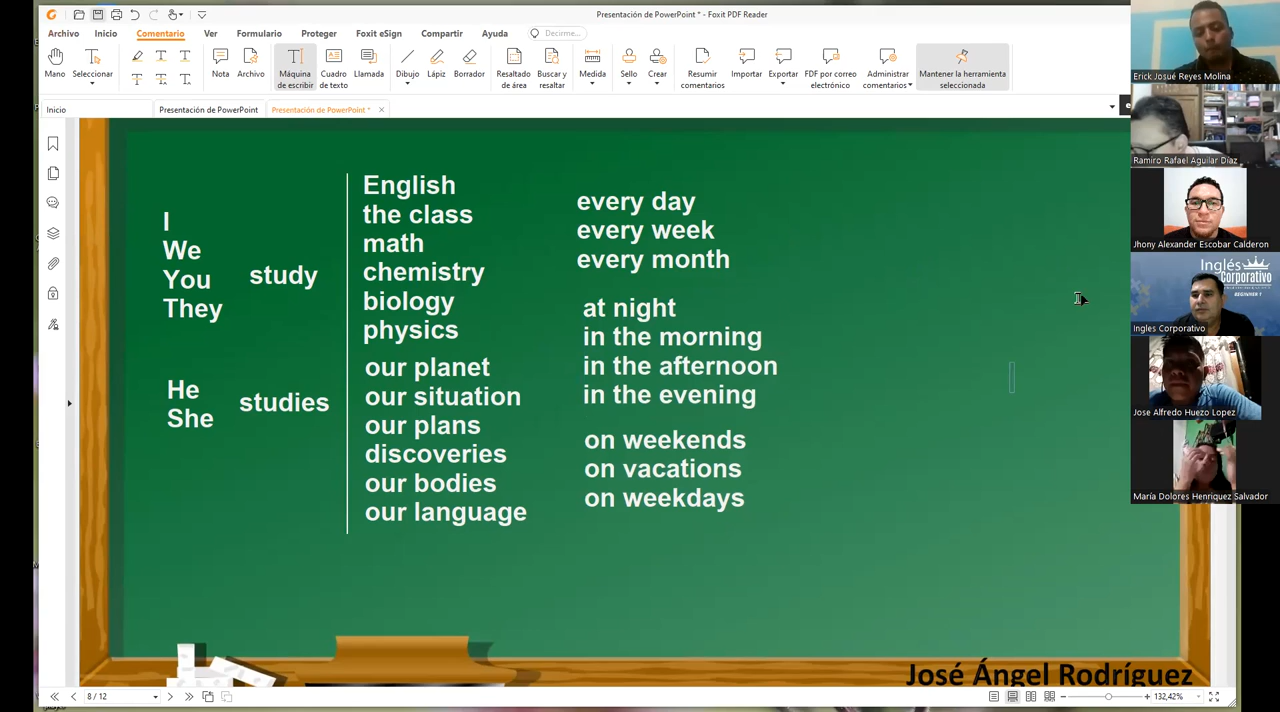 Presentación de PowerPoint * - Foxit PDF Reader
Archivo Inicio Comentario Ver Formulario Proteger Foxit eSign Compartir Ayuda Decirme...
Mano
Seleccionar
Nota
Archivo
Máquina de escribir
Cuadro de texto
Llamada
Dibujo
Lápiz
Borrador
Resaltado de área
Buscar y resaltar
Medida
Sello
Crear
Resumir comentarios
Importar
Exportar
PDF por correo electrónico
Administrar comentarios
Mantener la herramienta seleccionada
Inicio
Presentación de PowerPoint
Presentación de PowerPoint *
I
We
You
They
study
He
She
studies
English
the class
math
chemistry
biology
physics
our planet
our situation
our plans
discoveries
our bodies
our language
every day
every week
every month
at night
in the morning
in the afternoon
in the evening
on weekends
on vacations
on weekdays
José Ángel Rodríguez
8 / 12
132,42%
Erick Josué Reyes Molina
Ramiro Rafael Aguilar Díaz
Jhony Alexander Escobar Calderon
Inglés
Corporativo
BEGINNER 1
Ingles Corporativo
Jose Alfredo Huezo Lopez
María Dolores Henriquez Salvador